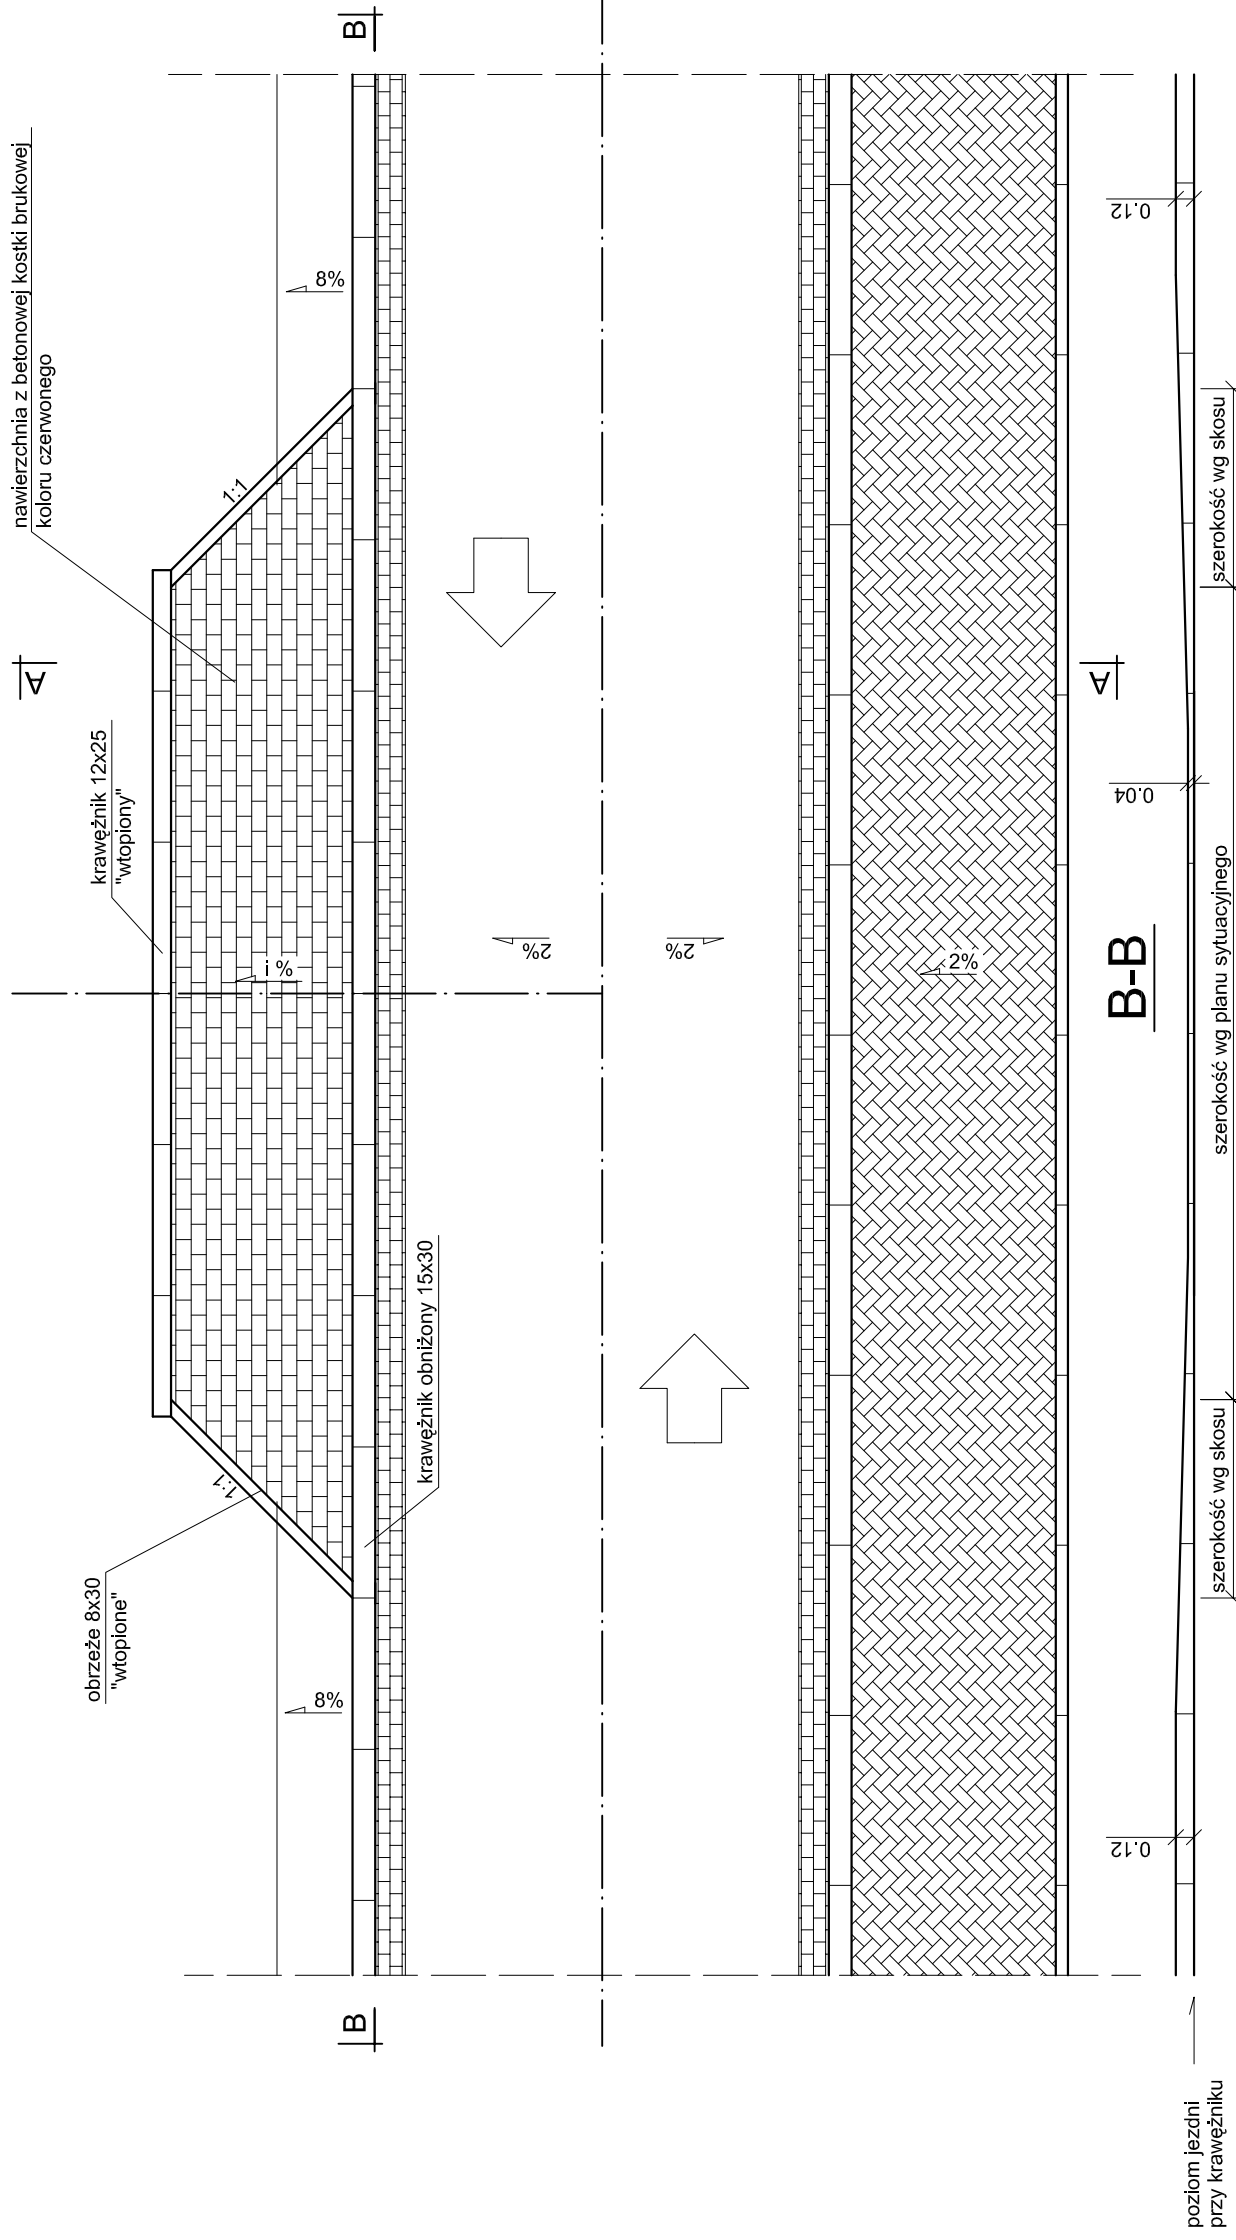 nawierzchnia z betonowej kostki brukowej
koloru czerwonego
krawężnik 12x25
"wtopiony"
obrzeże 8x30
"wtopione"
krawężnik obniżony 15x30
A
A
B
B
1:1
1:1
8%
8%
i %
2%
2%
2%
B-B
0.12
0.04
0.12
szerokość wg skosu
szerokość wg planu sytuacyjnego
szerokość wg skosu
poziom jezdni
przy krawężniku